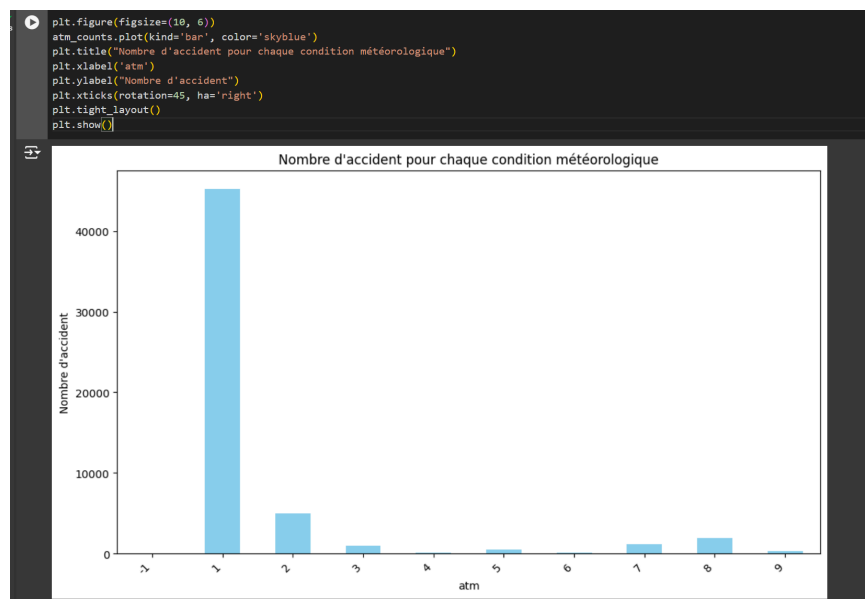 plt.figure(figsize=(10, 6))
atm_counts.plot(kind='bar', color='skyblue')
plt.title("Nombre d'accident pour chaque condition météorologique")
plt.xlabel('atm')
plt.ylabel("Nombre d'accident")
plt.xticks(rotation=45, ha='right')
plt.tight_layout()
plt.show()
Nombre d'accident pour chaque condition météorologique
Nombre d'accident
40000
30000
20000
10000
0
-1 1 2 3 4 5 6 7 8 9
atm